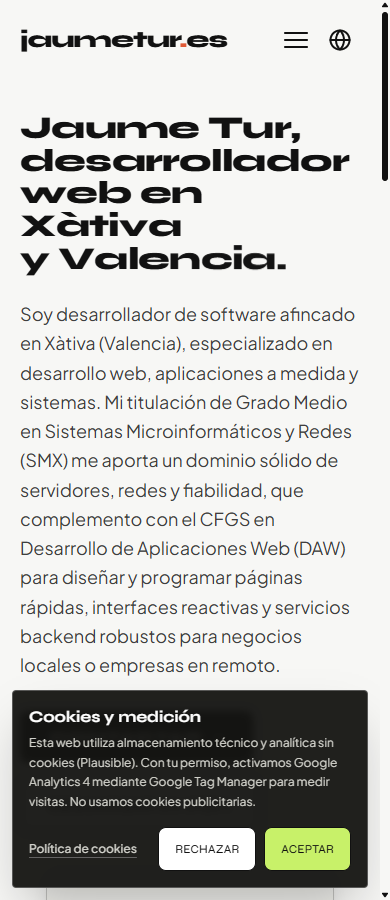 jaumetur.es
Jaume Tur,
desarrollador
web en
Xàtiva
y Valencia.
Soy desarrollador de software afincado
en Xàtiva (Valencia), especializado en
desarrollo web, aplicaciones a medida y
sistemas. Mi titulación de Grado Medio
en Sistemas Microinformáticos y Redes
(SMX) me aporta un dominio sólido de
servidores, redes y fiabilidad, que
complemento con el CFGS en
Desarrollo de Aplicaciones Web (DAW)
para diseñar y programar páginas
rápidas, interfaces reactivas y servicios
backend robustos para negocios
locales o empresas en remoto.
Cookies y medición
Esta web utiliza almacenamiento técnico y analítica sin
cookies (Plausible). Con tu permiso, activamos Google
Analytics 4 mediante Google Tag Manager para medir
visitas. No usamos cookies publicitarias.
Política de cookies
RECHAZAR
ACEPTAR